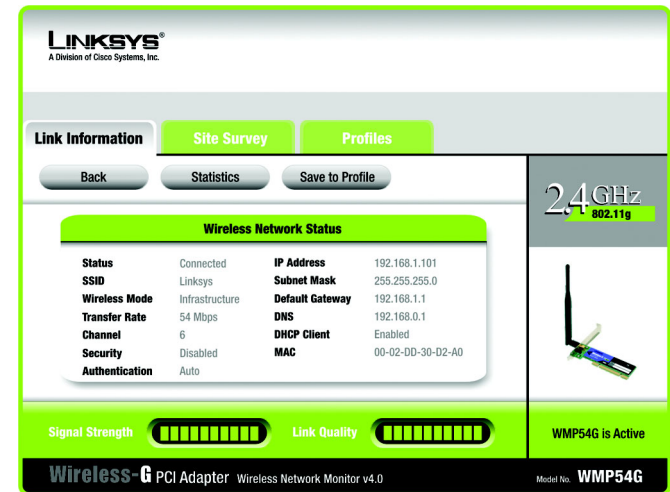 LINKSYS®
A Division of Cisco Systems, Inc.
Link Information Site Survey Profiles
Back Statistics Save to Profile
2.4GHz
802.11g
Wireless Network Status
Status Connected IP Address 192.168.1.101
SSID Linksys Subnet Mask 255.255.255.0
Wireless Mode Infrastructure Default Gateway 192.168.1.1
Transfer Rate 54 Mbps DNS 192.168.0.1
Channel 6 DHCP Client Enabled
Security Disabled MAC 00-02-DD-30-D2-A0
Authentication Auto
Signal Strength Link Quality WMP54G is Active
Wireless-G PCI Adapter Wireless Network Monitor v4.0 Model No. WMP54G